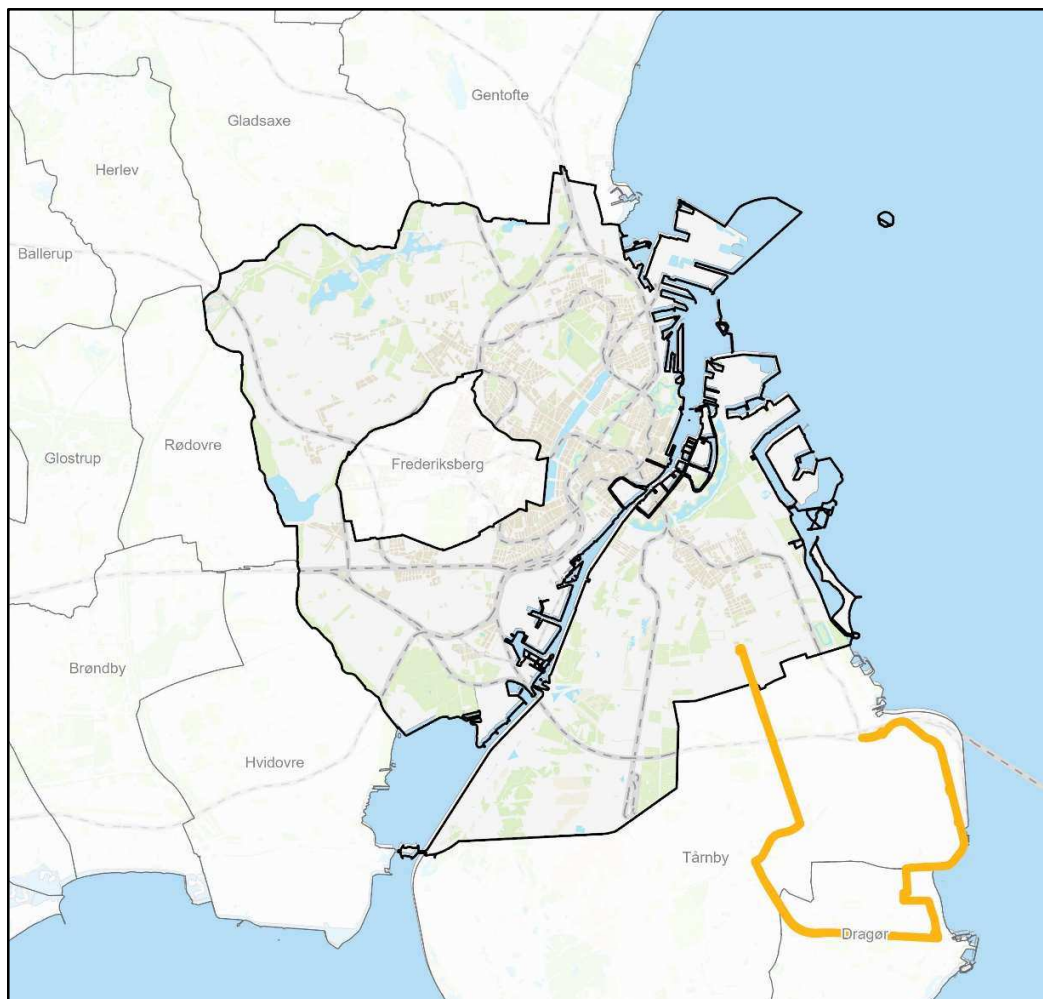 Gentofte
Gladsaxe
Herlev
Ballerup
Rødovre
Glostrup
Frederiksberg
Brøndby
Hvidovre
Tårnby
Dragør